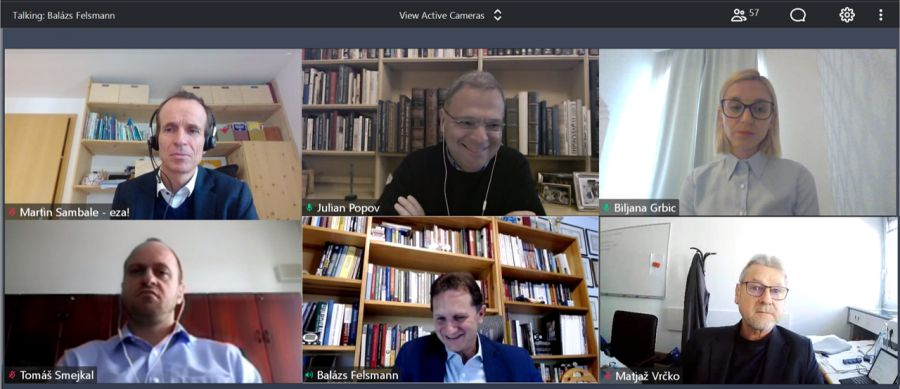 Talking: Balázs Felsmann
View Active Cameras
57
Martin Sambale - eza!
Julian Popov
Biljana Grbic
Tomáš Smejkal
Balázs Felsmann
Matjaž Vrčko